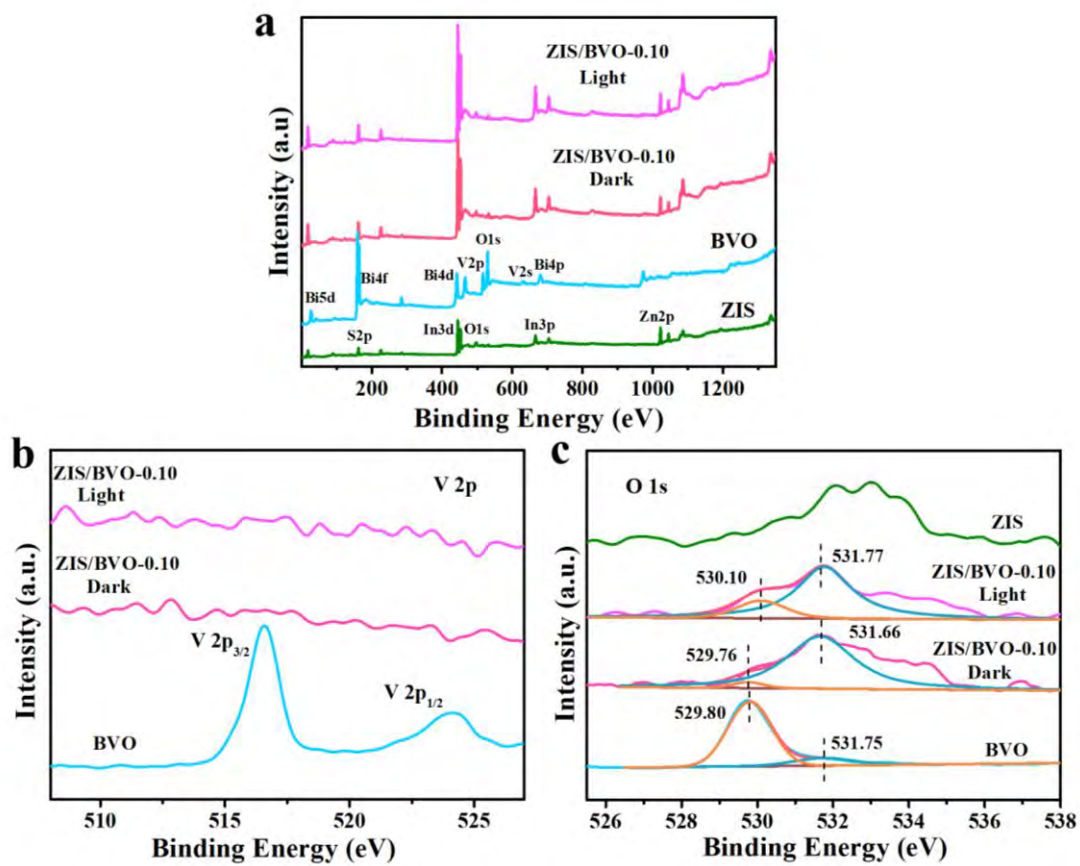 a
ZIS/BVO-0.10
Light
ZIS/BVO-0.10
Dark
O1s
BVO
V2p
V2s
Bi4p
Bi4d
Bi4f
Bi5d
ZIS
Zn2p
S2p
In3d
O1s
In3p
Intensity (a.u)
200 400 600 800 1000 1200
Binding Energy (eV)
b
ZIS/BVO-0.10
Light
V 2p
ZIS/BVO-0.10
Dark
V 2p3/2
V 2p1/2
BVO
Intensity (a.u.)
510 515 520 525
Binding Energy (eV)
c
O 1s
ZIS
531.77
530.10
ZIS/BVO-0.10
Light
531.66
529.76
ZIS/BVO-0.10
Dark
529.80
531.75
BVO
Intensity (a.u.)
526 528 530 532 534 536 538
Binding Energy (eV)